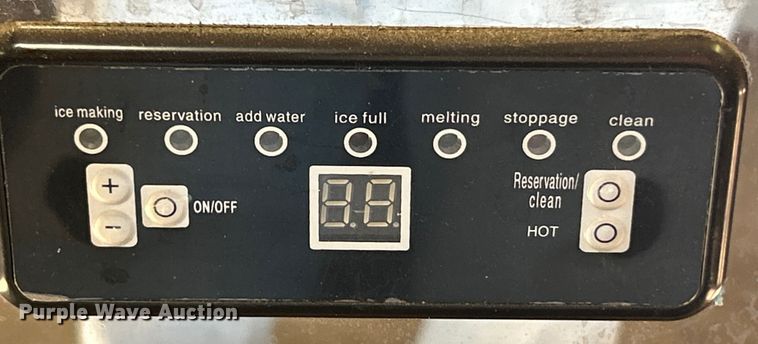 ice making
reservation
add water
ice full
melting
stoppage
clean
+
−
ON/OFF
Reservation/
clean
HOT
Purple Wave Auction